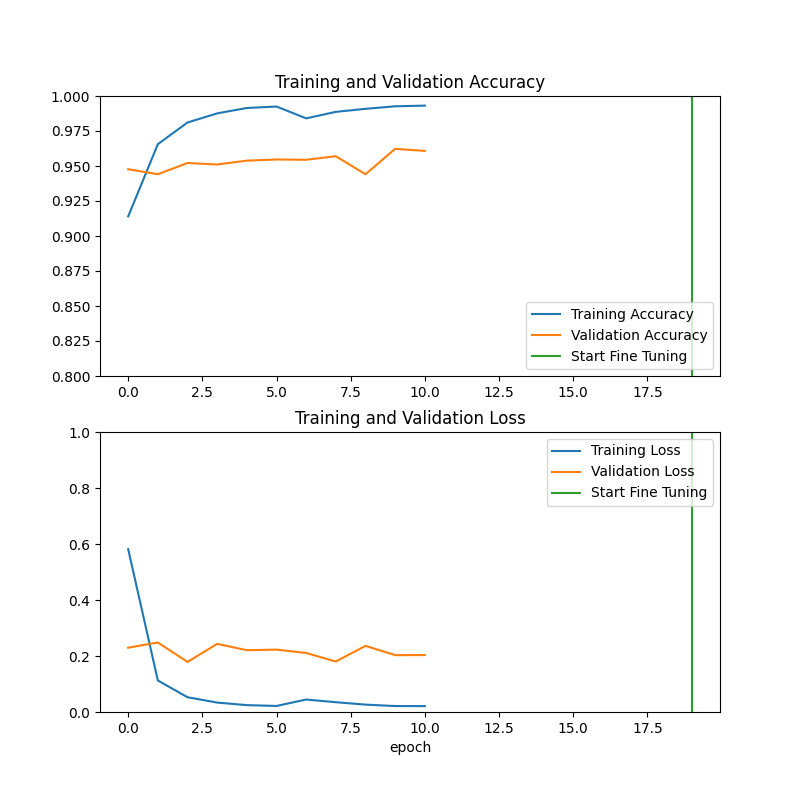 Training and Validation Accuracy
1.000
0.975
0.950
0.925
0.900
0.875
0.850
0.825
0.800
Training Accuracy
Validation Accuracy
Start Fine Tuning
0.0 2.5 5.0 7.5 10.0 12.5 15.0 17.5
Training and Validation Loss
1.0
0.8
0.6
0.4
0.2
0.0
Training Loss
Validation Loss
Start Fine Tuning
0.0 2.5 5.0 7.5 10.0 12.5 15.0 17.5
epoch